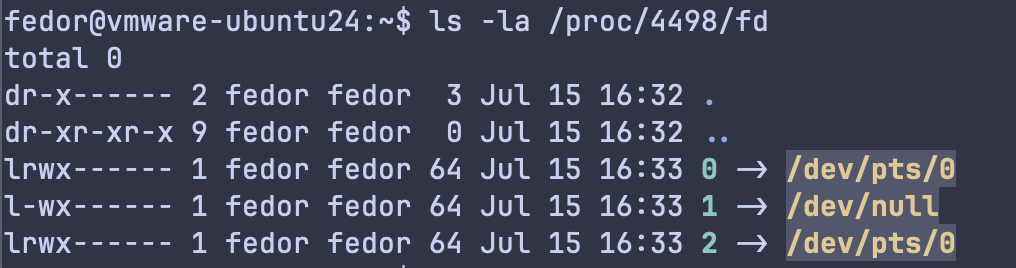 fedor@vmware-ubuntu24:~$ ls -la /proc/4498/fd
total 0
dr-x------ 2 fedor fedor  3 Jul 15 16:32 .
dr-xr-xr-x 9 fedor fedor  0 Jul 15 16:32 ..
lrwx------ 1 fedor fedor 64 Jul 15 16:33 0 -> /dev/pts/0
l-wx------ 1 fedor fedor 64 Jul 15 16:33 1 -> /dev/null
lrwx------ 1 fedor fedor 64 Jul 15 16:33 2 -> /dev/pts/0